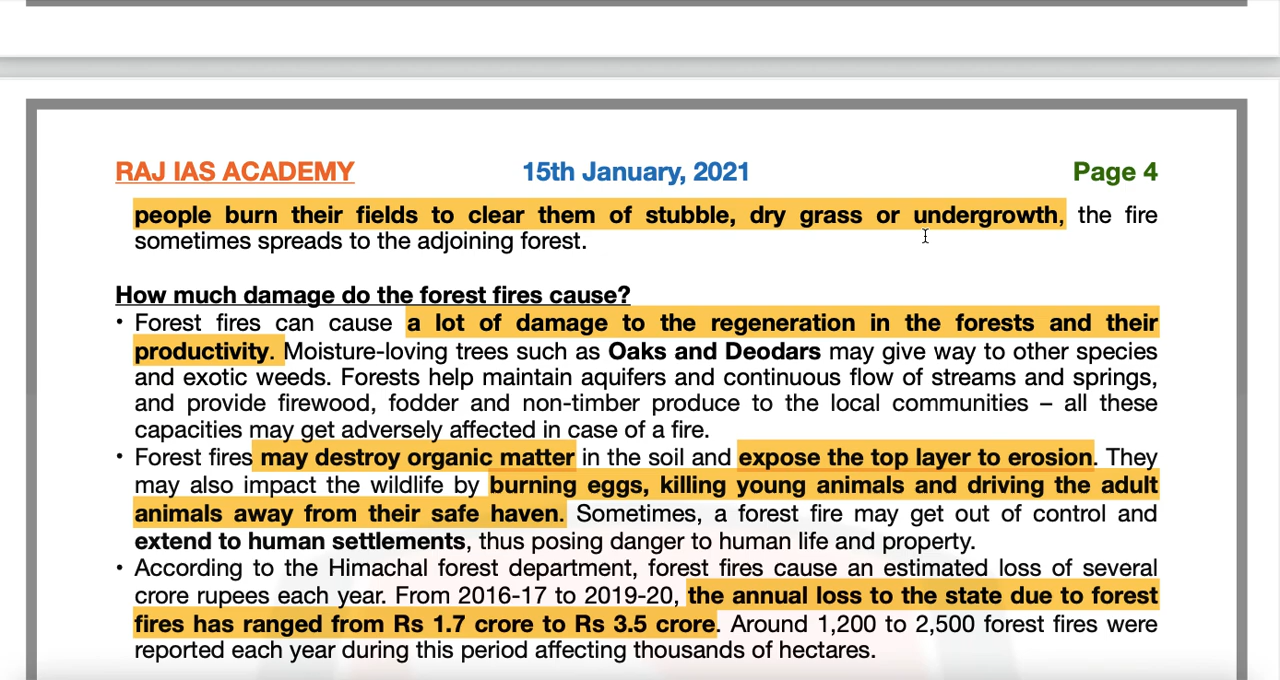 RAJ IAS ACADEMY 15th January, 2021 Page 4
people burn their fields to clear them of stubble, dry grass or undergrowth, the fire
sometimes spreads to the adjoining forest.
How much damage do the forest fires cause?
• Forest fires can cause a lot of damage to the regeneration in the forests and their
productivity. Moisture-loving trees such as Oaks and Deodars may give way to other species
and exotic weeds. Forests help maintain aquifers and continuous flow of streams and springs,
and provide firewood, fodder and non-timber produce to the local communities – all these
capacities may get adversely affected in case of a fire.
• Forest fires may destroy organic matter in the soil and expose the top layer to erosion. They
may also impact the wildlife by burning eggs, killing young animals and driving the adult
animals away from their safe haven. Sometimes, a forest fire may get out of control and
extend to human settlements, thus posing danger to human life and property.
• According to the Himachal forest department, forest fires cause an estimated loss of several
crore rupees each year. From 2016-17 to 2019-20, the annual loss to the state due to forest
fires has ranged from Rs 1.7 crore to Rs 3.5 crore. Around 1,200 to 2,500 forest fires were
reported each year during this period affecting thousands of hectares.